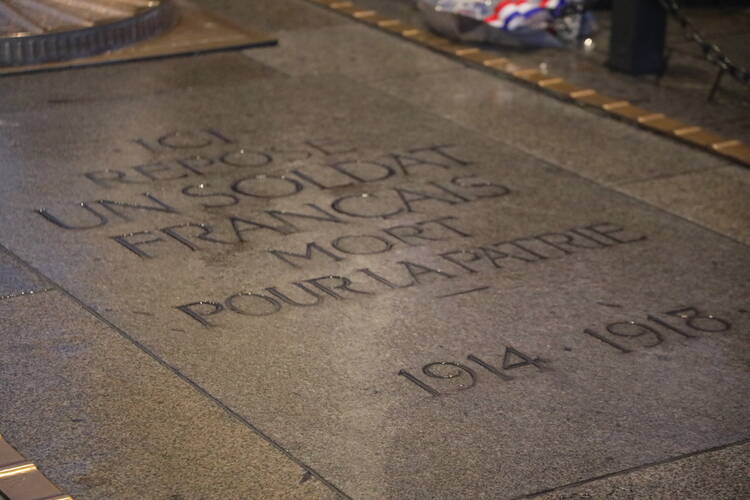 ·ICI·
REPOSE
UN SOLDAT
FRANÇAIS
MORT
POUR LA PATRIE
1914 · 1918